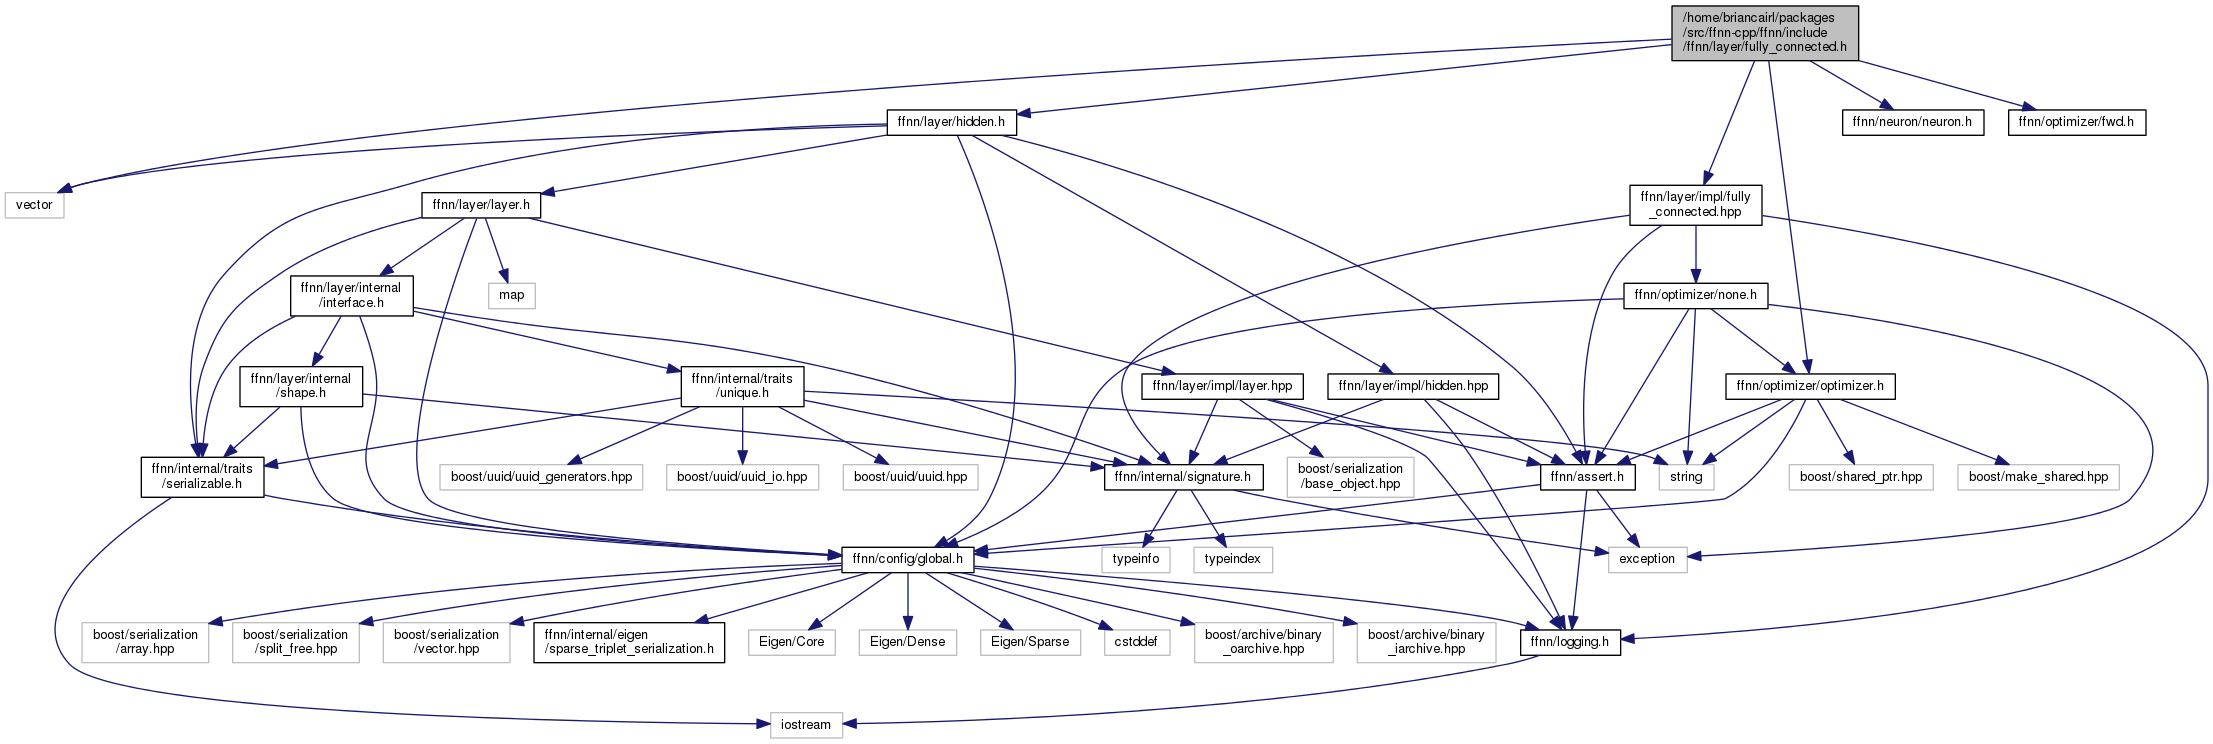 /home/briancairl/packages
/src/ffnn-cpp/ffnn/include
/ffnn/layer/fully_connected.h
ffnn/layer/hidden.h
ffnn/neuron/neuron.h
ffnn/optimizer/fwd.h
vector
ffnn/layer/layer.h
ffnn/layer/impl/fully
_connected.hpp
ffnn/layer/internal
/interface.h
map
ffnn/optimizer/none.h
ffnn/layer/internal
/shape.h
ffnn/internal/traits
/unique.h
ffnn/layer/impl/layer.hpp
ffnn/layer/impl/hidden.hpp
ffnn/optimizer/optimizer.h
ffnn/internal/traits
/serializable.h
boost/uuid/uuid_generators.hpp
boost/uuid/uuid_io.hpp
boost/uuid/uuid.hpp
ffnn/internal/signature.h
boost/serialization
/base_object.hpp
ffnn/assert.h
string
boost/shared_ptr.hpp
boost/make_shared.hpp
ffnn/config/global.h
typeinfo
typeindex
exception
boost/serialization
/array.hpp
boost/serialization
/split_free.hpp
boost/serialization
/vector.hpp
ffnn/internal/eigen
/sparse_triplet_serialization.h
Eigen/Core
Eigen/Dense
Eigen/Sparse
cstddef
boost/archive/binary
_oarchive.hpp
boost/archive/binary
_iarchive.hpp
ffnn/logging.h
iostream